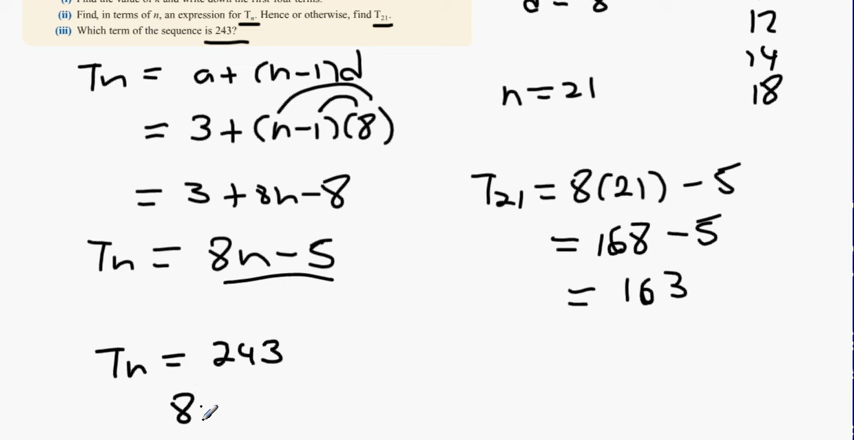 (ii) Find, in terms of n, an expression for Tn. Hence or otherwise, find T21.
(iii) Which term of the sequence is 243?
d = 8
12
14
18
Tn = a + (n-1)d
= 3 + (n-1)(8)
= 3 + 8n - 8
Tn = 8n - 5
n = 21
T21 = 8(21) - 5
= 168 - 5
= 163
Tn = 243
8